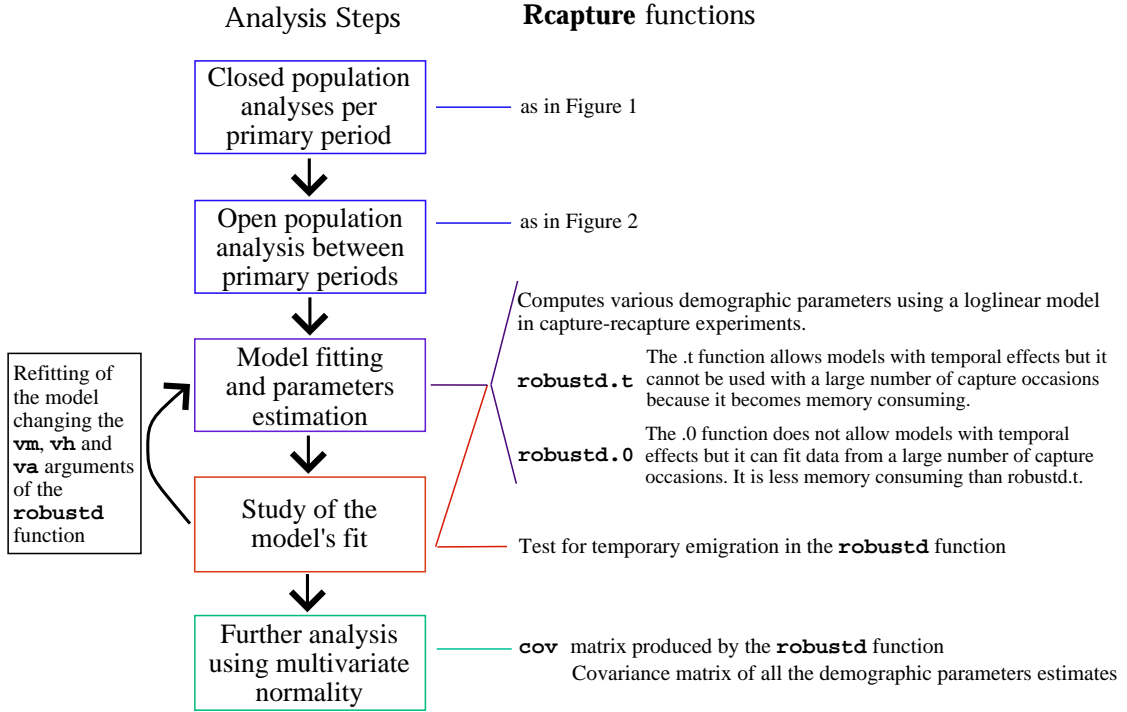 Analysis Steps
Rcapture functions
Closed population
analyses per
primary period
as in Figure 1
Open population
analysis between
primary periods
as in Figure 2
Model fitting
and parameters
estimation
Computes various demographic parameters using a loglinear model
in capture-recapture experiments.
robustd.t
The .t function allows models with temporal effects but it
cannot be used with a large number of capture occasions
because it becomes memory consuming.
robustd.0
The .0 function does not allow models with temporal
effects but it can fit data from a large number of capture
occasions. It is less memory consuming than robustd.t.
Refitting of
the model
changing the
vm, vh and
va arguments
of the
robustd
function
Study of the
model's fit
Test for temporary emigration in the robustd function
Further analysis
using multivariate
normality
cov matrix produced by the robustd function
Covariance matrix of all the demographic parameters estimates